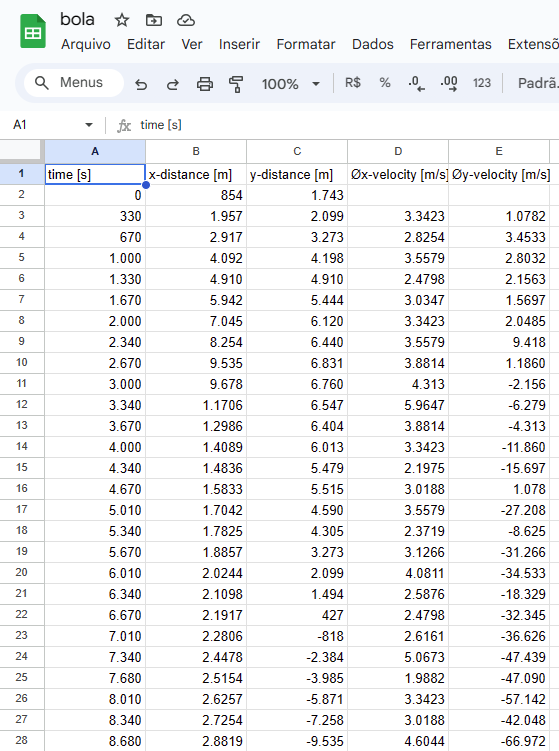 bola
Arquivo Editar Ver Inserir Formatar Dados Ferramentas Extensõ
Menus 100% R$ % .0 .00 123 Padrã.
A1 fx time [s]
A B C D E
1 time [s] x-distance [m] y-distance [m] Øx-velocity [m/s] Øy-velocity [m/s]
2 0 854 1.743
3 330 1.957 2.099 3.3423 1.0782
4 670 2.917 3.273 2.8254 3.4533
5 1.000 4.092 4.198 3.5579 2.8032
6 1.330 4.910 4.910 2.4798 2.1563
7 1.670 5.942 5.444 3.0347 1.5697
8 2.000 7.045 6.120 3.3423 2.0485
9 2.340 8.254 6.440 3.5579 9.418
10 2.670 9.535 6.831 3.8814 1.1860
11 3.000 9.678 6.760 4.313 -2.156
12 3.340 1.1706 6.547 5.9647 -6.279
13 3.670 1.2986 6.404 3.8814 -4.313
14 4.000 1.4089 6.013 3.3423 -11.860
15 4.340 1.4836 5.479 2.1975 -15.697
16 4.670 1.5833 5.515 3.0188 1.078
17 5.010 1.7042 4.590 3.5579 -27.208
18 5.340 1.7825 4.305 2.3719 -8.625
19 5.670 1.8857 3.273 3.1266 -31.266
20 6.010 2.0244 2.099 4.0811 -34.533
21 6.340 2.1098 1.494 2.5876 -18.329
22 6.670 2.1917 427 2.4798 -32.345
23 7.010 2.2806 -818 2.6161 -36.626
24 7.340 2.4478 -2.384 5.0673 -47.439
25 7.680 2.5154 -3.985 1.9882 -47.090
26 8.010 2.6257 -5.871 3.3423 -57.142
27 8.340 2.7254 -7.258 3.0188 -42.048
28 8.680 2.8819 -9.535 4.6044 -66.972